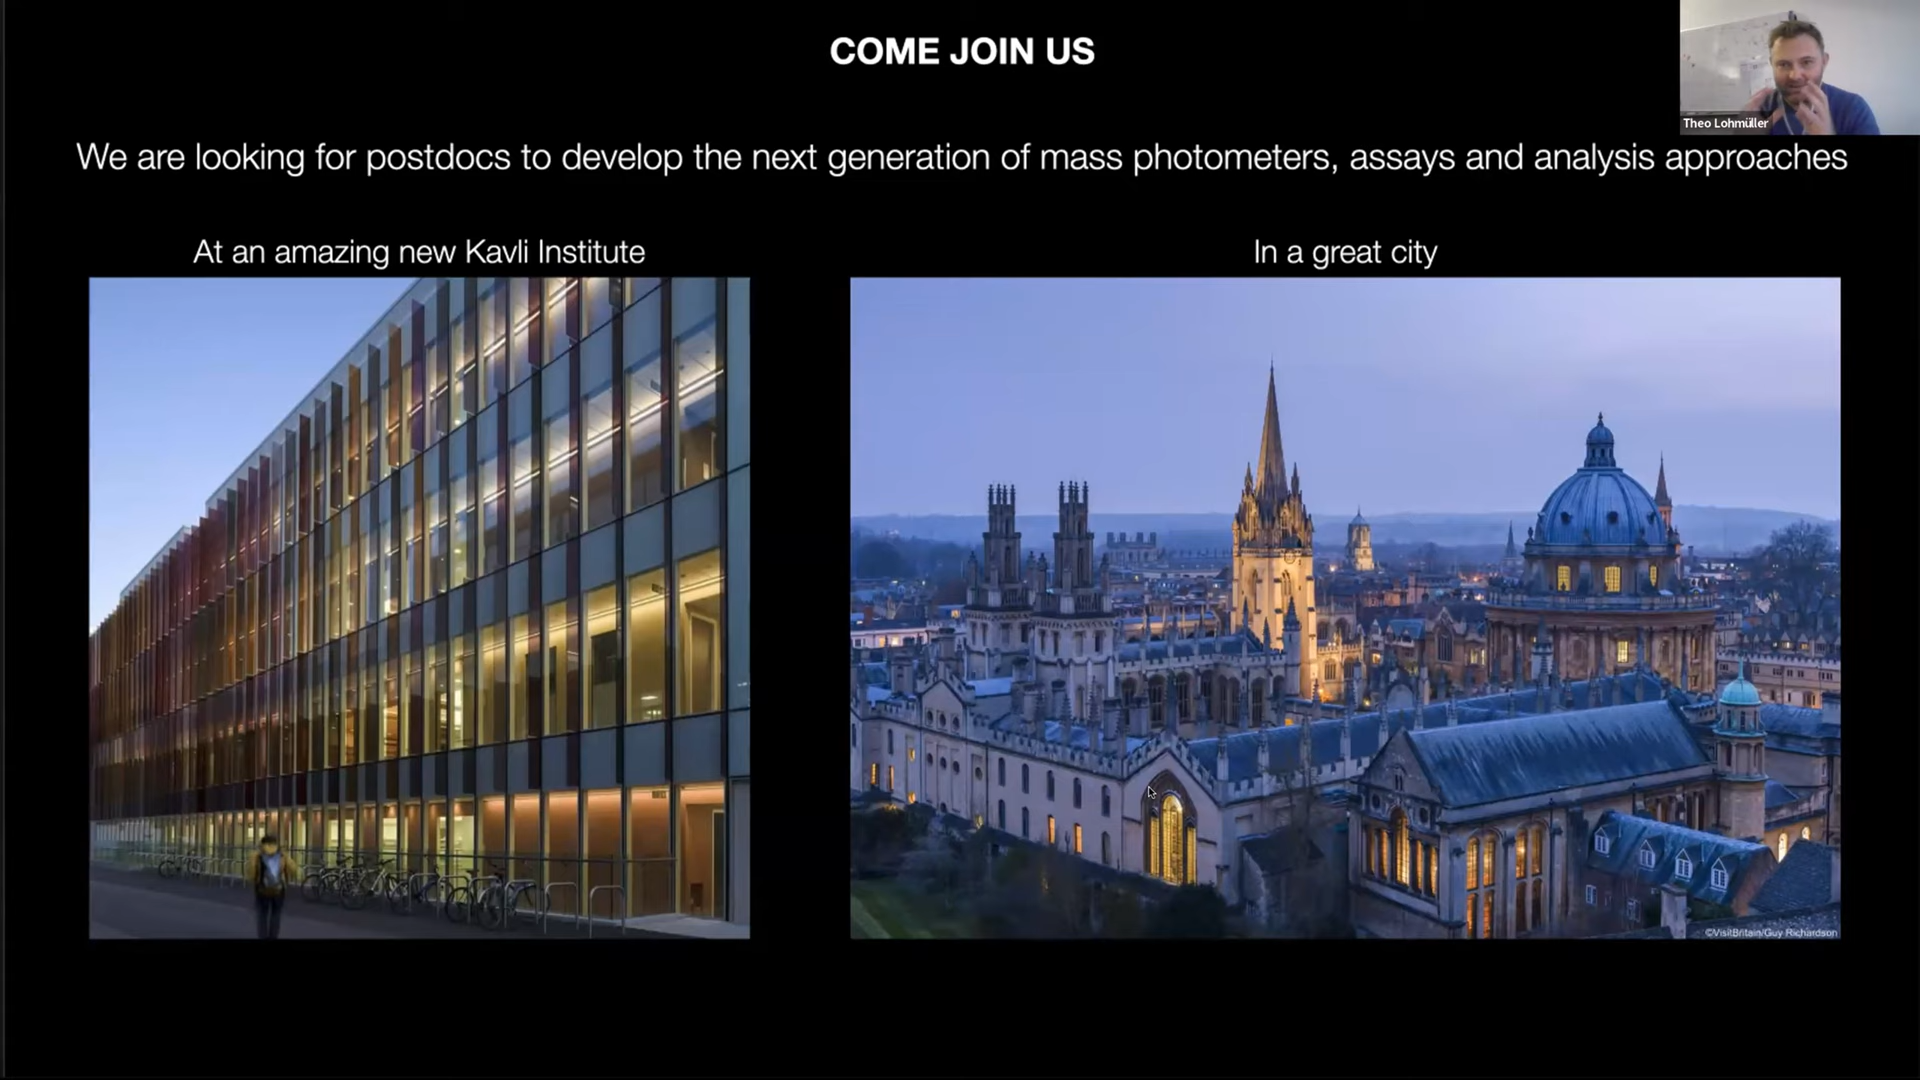 COME JOIN US
Theo Lohmüller
We are looking for postdocs to develop the next generation of mass photometers, assays and analysis approaches
At an amazing new Kavli Institute
In a great city
©VisitBritain/Guy Richardson